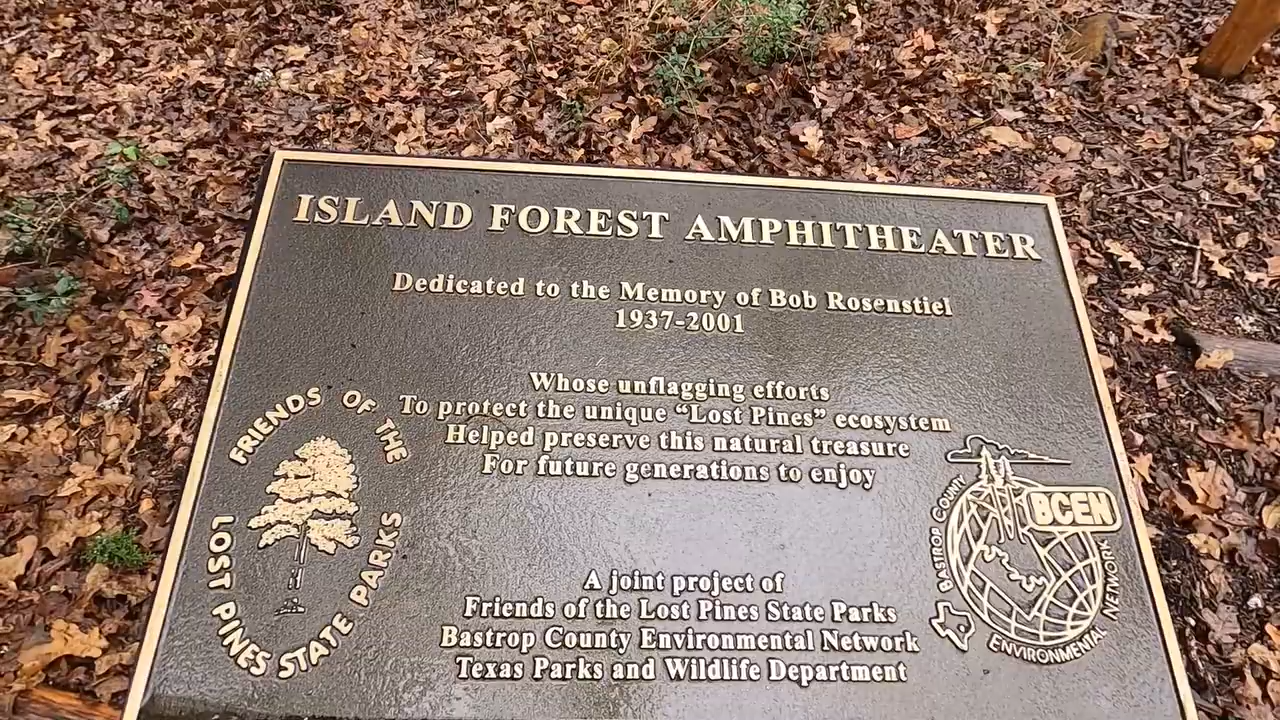 ISLAND FOREST AMPHITHEATER
Dedicated to the Memory of Bob Rosenstiel
1937-2001
Whose unflagging efforts
To protect the unique “Lost Pines” ecosystem
Helped preserve this natural treasure
For future generations to enjoy
FRIENDS OF THE
LOST PINES STATE PARKS
BASTROP COUNTY
BCEN
ENVIRONMENTAL NETWORK
A joint project of
Friends of the Lost Pines State Parks
Bastrop County Environmental Network
Texas Parks and Wildlife Department